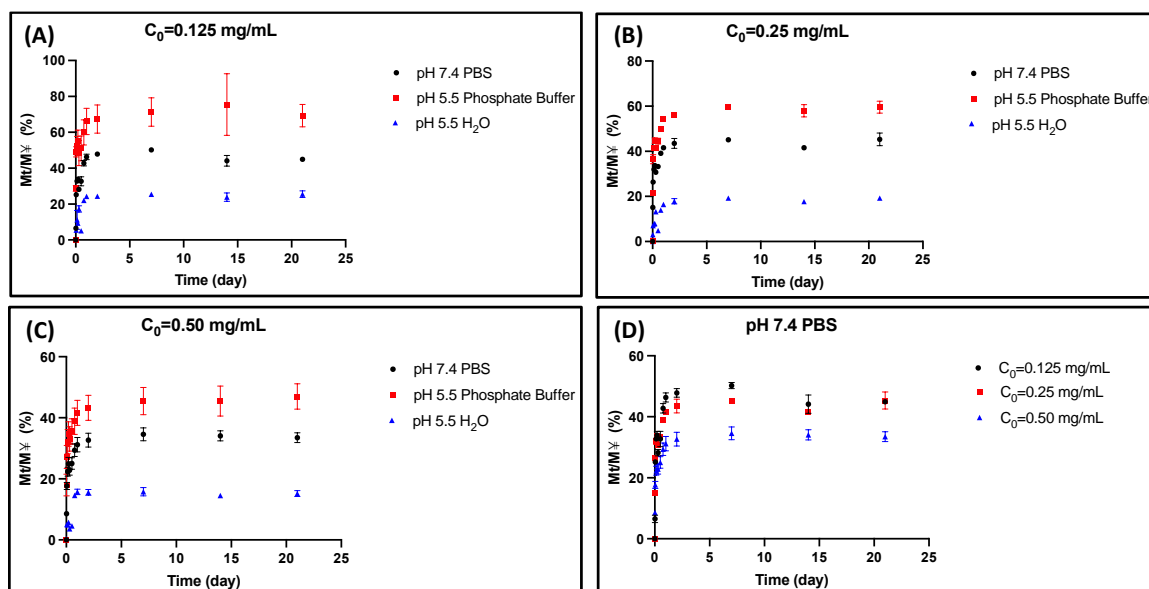 (A)
C₀=0.125 mg/mL
Mt/M¥ (%)
100
80
60
40
20
0
0 5 10 15 20 25
Time (day)
pH 7.4 PBS
pH 5.5 Phosphate Buffer
pH 5.5 H₂O
(B)
C₀=0.25 mg/mL
Mt/M¥ (%)
80
60
40
20
0
0 5 10 15 20 25
Time (day)
pH 7.4 PBS
pH 5.5 Phosphate Buffer
pH 5.5 H₂O
(C)
C₀=0.50 mg/mL
Mt/M¥ (%)
60
40
20
0
0 5 10 15 20 25
Time (day)
pH 7.4 PBS
pH 5.5 Phosphate Buffer
pH 5.5 H₂O
(D)
pH 7.4 PBS
Mt/M¥ (%)
60
40
20
0
0 5 10 15 20 25
Time (day)
C₀=0.125 mg/mL
C₀=0.25 mg/mL
C₀=0.50 mg/mL